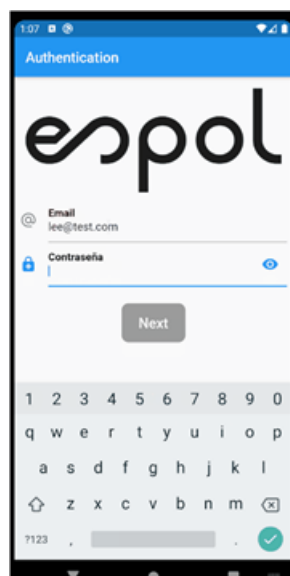 1:07
Authentication
espol
Email
lee@test.com
Contraseña
Next
1 2 3 4 5 6 7 8 9 0
q w e r t y u i o p
a s d f g h j k l
z x c v b n m
?123 , .